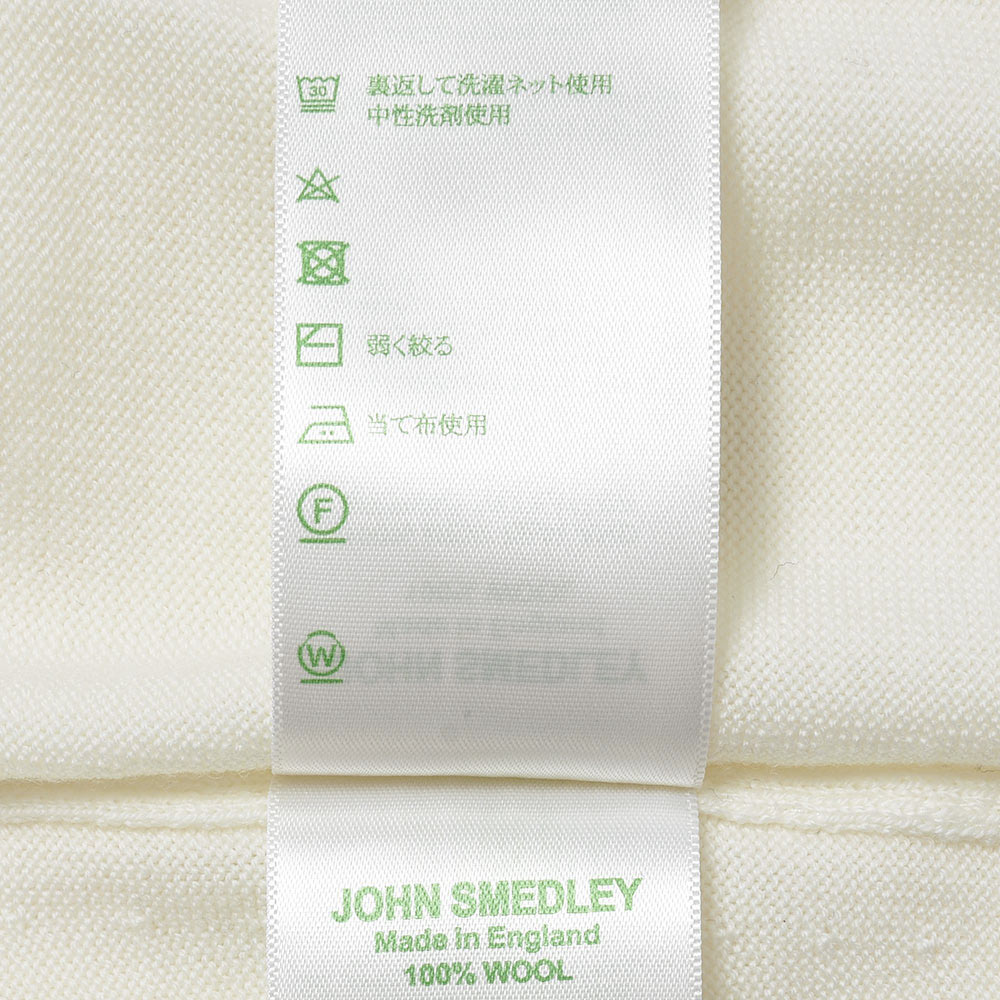 30
裏返して洗濯ネット使用
中性洗剤使用
弱く絞る
当て布使用
F
W
JOHN SMEDLEY
Made in England
100% WOOL